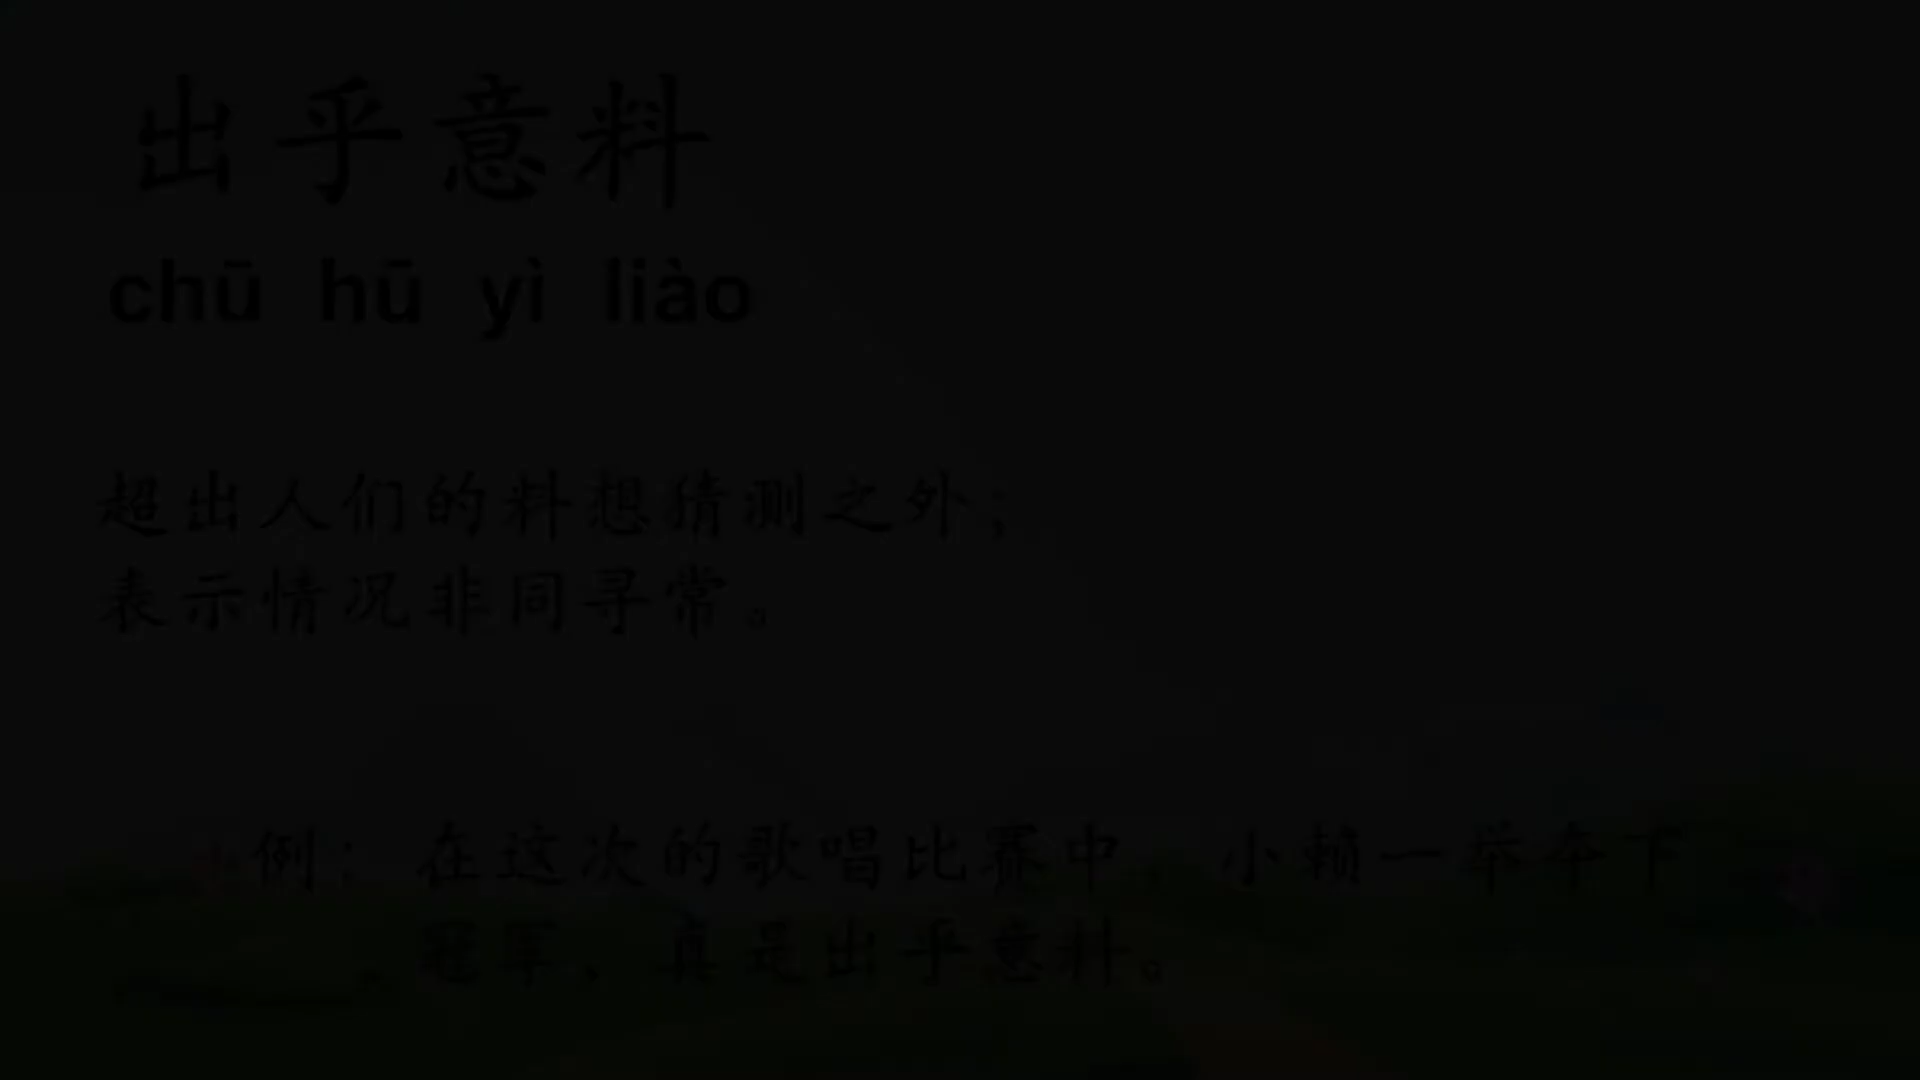 出乎意料
chū hū yì liào
超出人们的料想猜测之外；
表示情况非同寻常。
例：在这次的歌唱比赛中，小赖一举夺下
冠军，真是出乎意料。